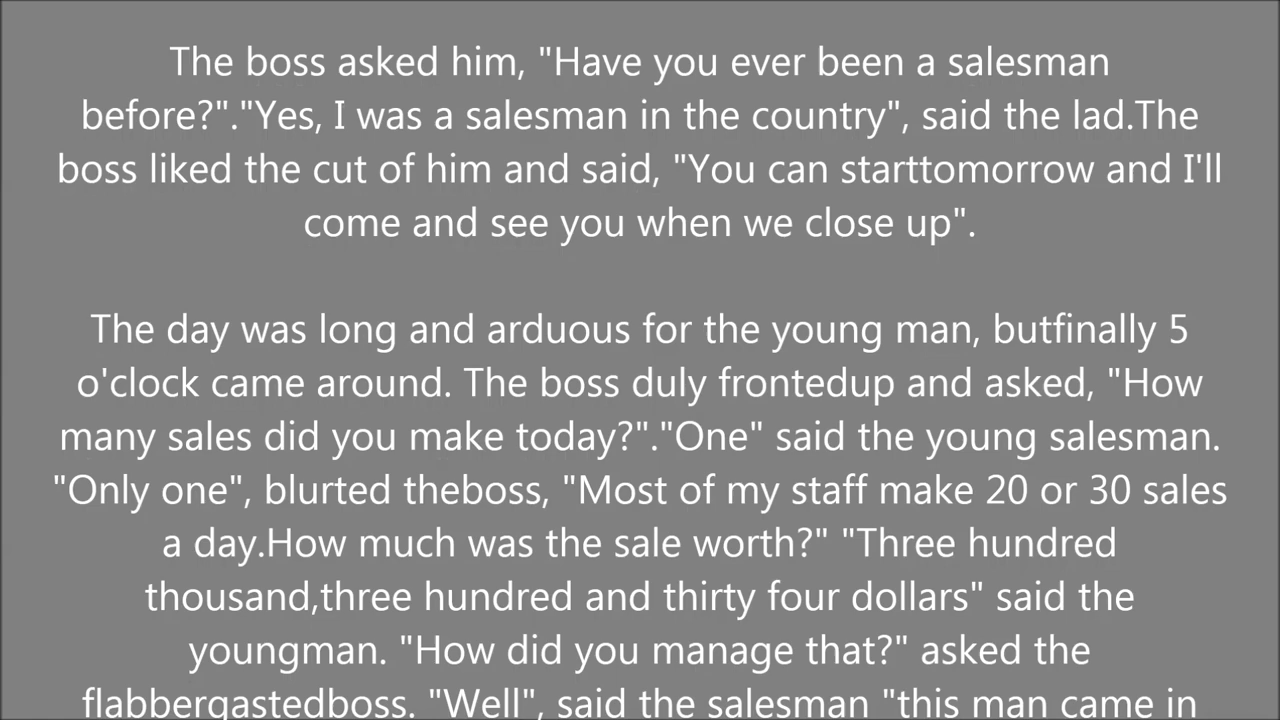 The boss asked him, "Have you ever been a salesman
before?"."Yes, I was a salesman in the country", said the lad.The
boss liked the cut of him and said, "You can starttomorrow and I'll
come and see you when we close up".
The day was long and arduous for the young man, butfinally 5
o'clock came around. The boss duly frontedup and asked, "How
many sales did you make today?"."One" said the young salesman.
"Only one", blurted theboss, "Most of my staff make 20 or 30 sales
a day.How much was the sale worth?" "Three hundred
thousand,three hundred and thirty four dollars" said the
youngman. "How did you manage that?" asked the
flabbergastedboss. "Well", said the salesman "this man came in